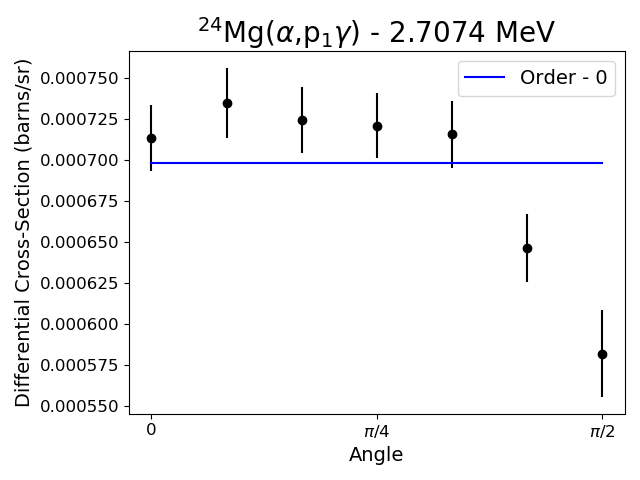 ²⁴Mg(α,p₁γ) - 2.7074 MeV
Order - 0
Differential Cross-Section (barns/sr)
0.000750
0.000725
0.000700
0.000675
0.000650
0.000625
0.000600
0.000575
0.000550
0 π/4 π/2
Angle